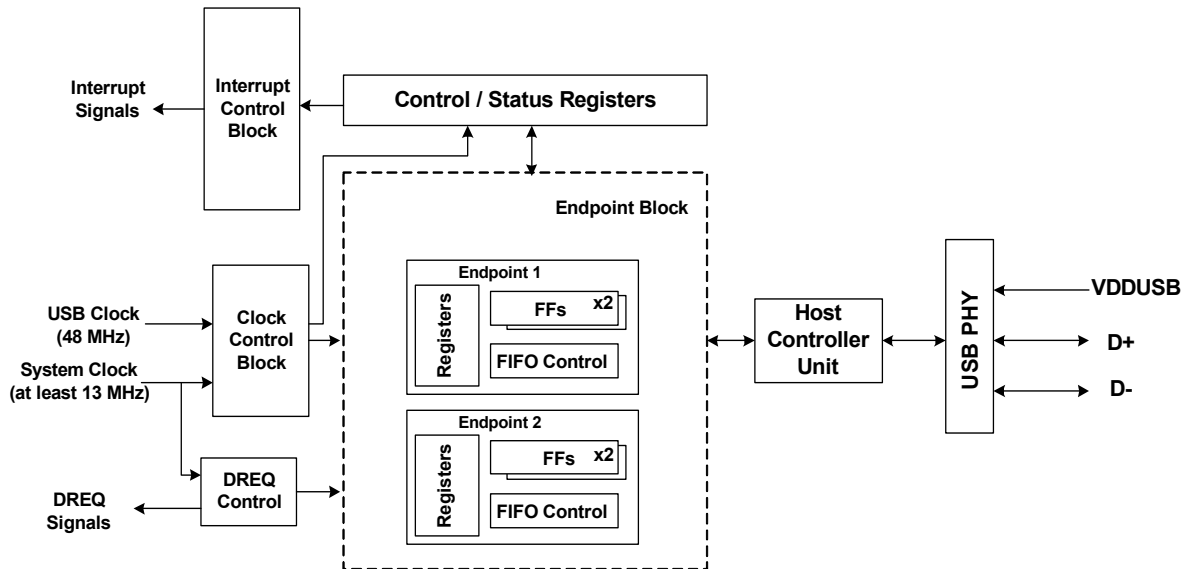 Interrupt
Signals
Interrupt
Control
Block
Control / Status Registers
Endpoint Block
USB Clock
(48 MHz)
System Clock
(at least 13 MHz)
Clock
Control
Block
DREQ
Control
DREQ
Signals
Endpoint 1
Registers
FFs
x2
FIFO Control
Endpoint 2
Registers
FFs
x2
FIFO Control
Host
Controller
Unit
USB PHY
VDDUSB
D+
D-